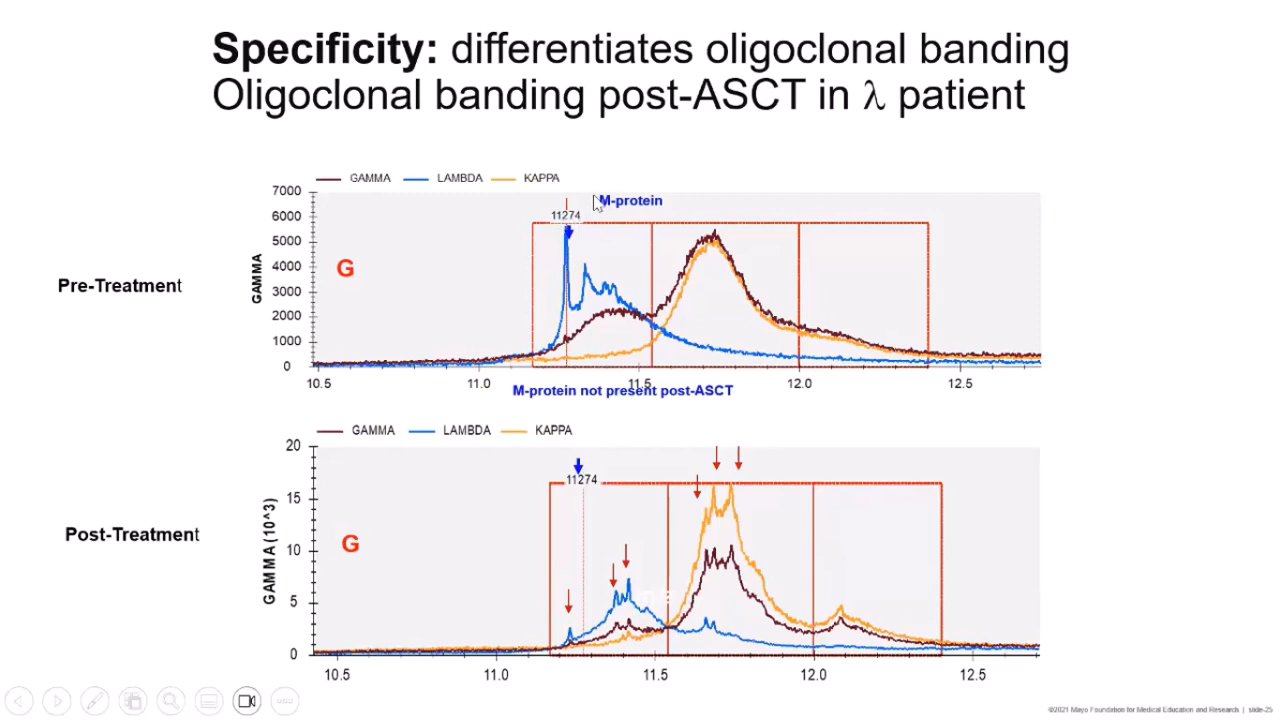 Specificity: differentiates oligoclonal banding
Oligoclonal banding post-ASCT in λ patient
GAMMA LAMBDA KAPPA
7000
6000
5000
4000
3000
2000
1000
0
GAMMA
M-protein
11274
G
Pre-Treatment
10.5 11.0 11.5 12.0 12.5
M-protein not present post-ASCT
GAMMA LAMBDA KAPPA
20
15
10
5
0
GAMMA (10^3)
11274
G
Post-Treatment
10.5 11.0 11.5 12.0 12.5
©2021 Mayo Foundation for Medical Education and Research | slide-25